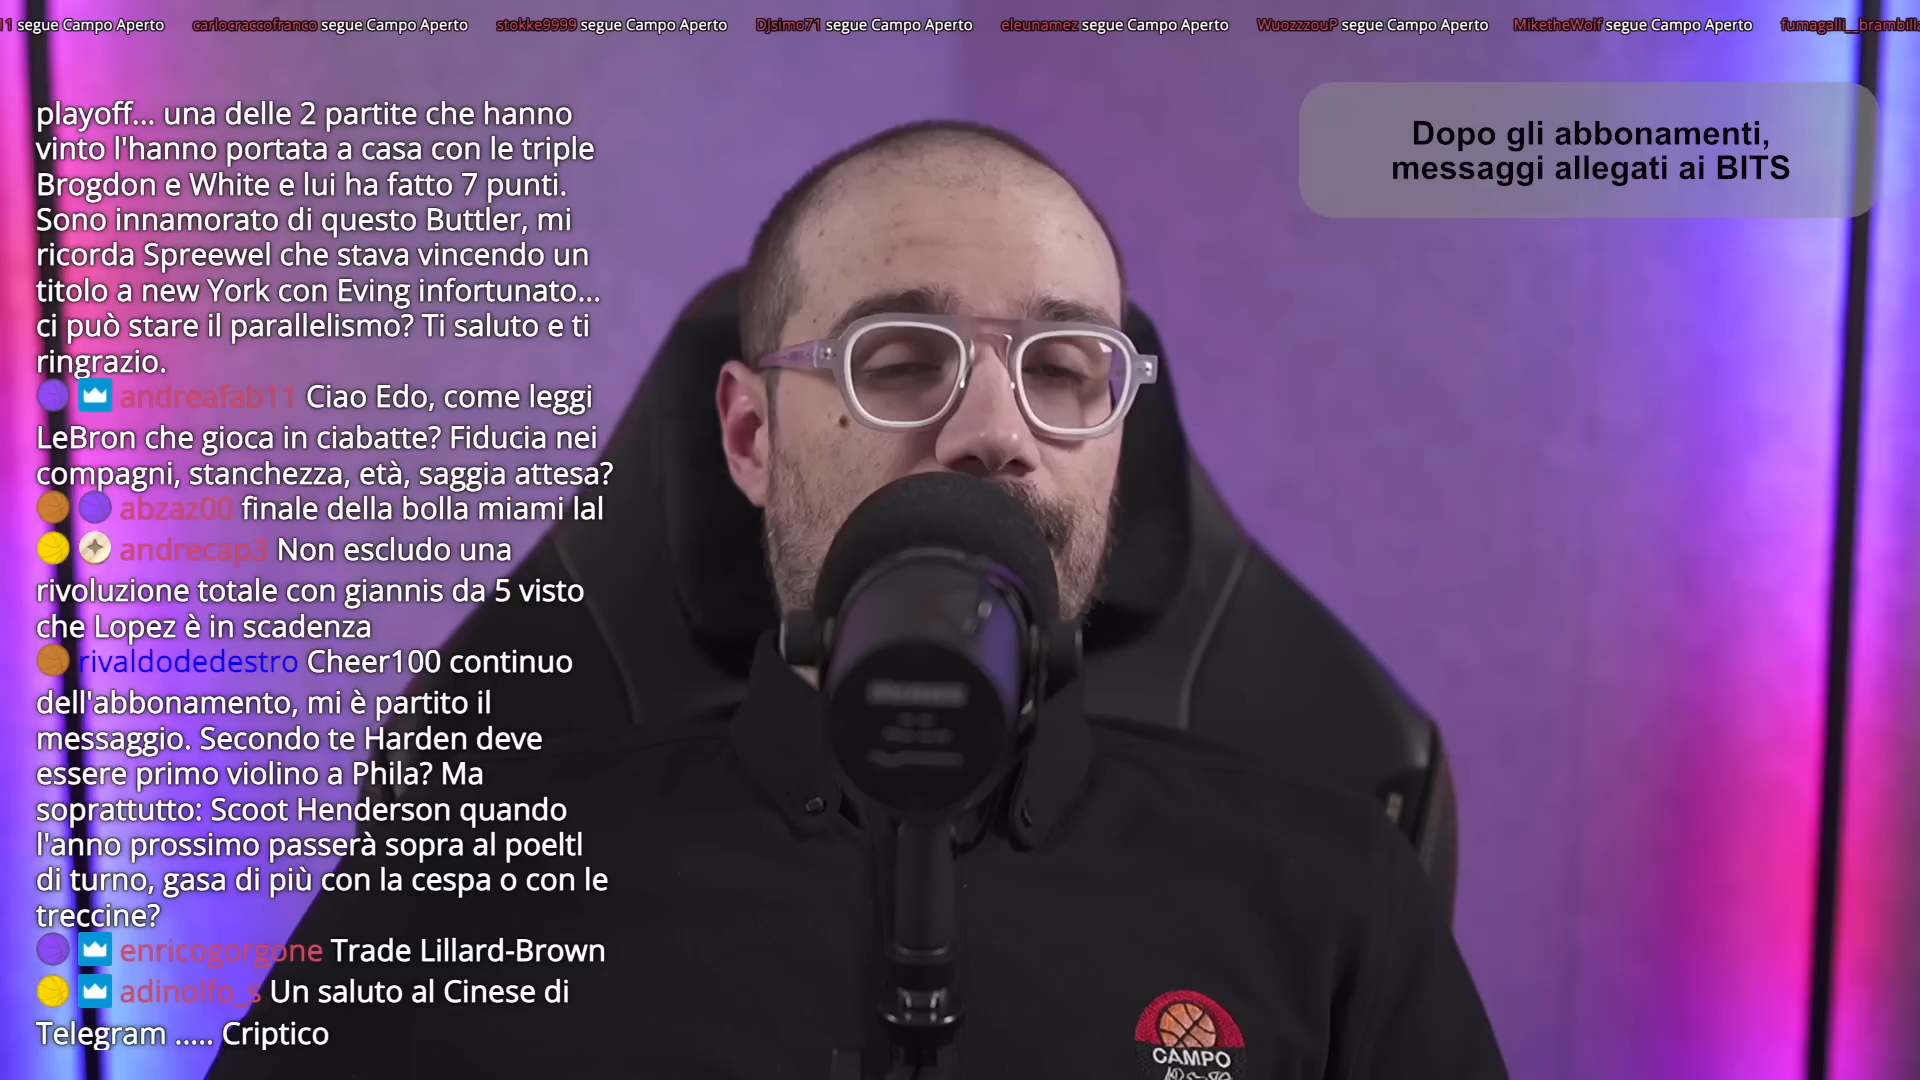 11 segue Campo Aperto carlocraccofranco segue Campo Aperto stokke9999 segue Campo Aperto DJsimo71 segue Campo Aperto eleunamez segue Campo Aperto WuozzzouP segue Campo Aperto MiketheWolf segue Campo Aperto fumagalli__brambilla
Dopo gli abbonamenti,
messaggi allegati ai BITS
playoff... una delle 2 partite che hanno
vinto l'hanno portata a casa con le triple
Brogdon e White e lui ha fatto 7 punti.
Sono innamorato di questo Buttler, mi
ricorda Spreewel che stava vincendo un
titolo a new York con Eving infortunato...
ci può stare il parallelismo? Ti saluto e ti
ringrazio.
andreafab11 Ciao Edo, come leggi
LeBron che gioca in ciabatte? Fiducia nei
compagni, stanchezza, età, saggia attesa?
abzaz00 finale della bolla miami lal
andrecap3 Non escludo una
rivoluzione totale con giannis da 5 visto
che Lopez è in scadenza
rivaldodedestro Cheer100 continuo
dell'abbonamento, mi è partito il
messaggio. Secondo te Harden deve
essere primo violino a Phila? Ma
soprattutto: Scoot Henderson quando
l'anno prossimo passerà sopra al poeltl
di turno, gasa di più con la cespa o con le
treccine?
enricogorgone Trade Lillard-Brown
adinolfo_s Un saluto al Cinese di
Telegram ..... Criptico
CAMPO